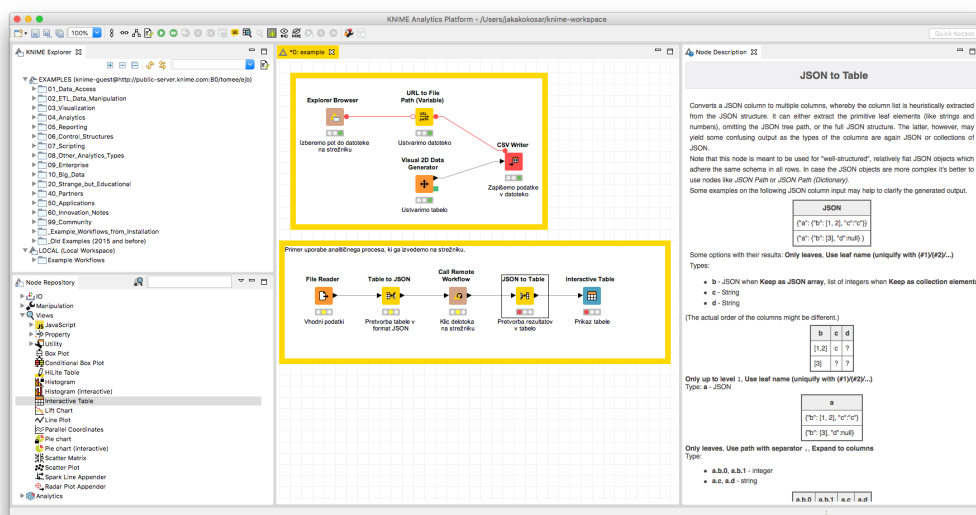 KNIME Analytics Platform - /Users/jakakokosar/knime-workspace
100%
Quick Access
KNIME Explorer
EXAMPLES (knime-guest@http://public-server.knime.com:80/tomee/ejb)
01_Data_Access
02_ETL_Data_Manipulation
03_Visualization
04_Analytics
05_Reporting
06_Control_Structures
07_Scripting
08_Other_Analytics_Types
09_Enterprise
10_Big_Data
20_Strange_but_Educational
40_Partners
50_Applications
60_Innovation_Notes
99_Community
_Example_Workflows_from_Installation
_Old Examples (2015 and before)
LOCAL (Local Workspace)
Example Workflows
Node Repository
IO
Manipulation
Views
JavaScript
Property
Utility
Box Plot
Conditional Box Plot
HiLite Table
Histogram
Histogram (interactive)
Interactive Table
Lift Chart
Line Plot
Parallel Coordinates
Pie chart
Pie chart (interactive)
Scatter Matrix
Scatter Plot
Spark Line Appender
Radar Plot Appender
Analytics
*0: example
Explorer Browser
Izberemo pot do datoteke
na strežniku
URL to File
Path (Variable)
Ustvarimo datoteko
Visual 2D Data
Generator
Ustvarimo tabelo
CSV Writer
Zapišemo podatke
v datoteko
Primer uporabe analitičnega procesa, ki ga izvedemo na strežniku.
File Reader
Vhodni podatki
Table to JSON
Pretvorba tabele v
format JSON
Call Remote
Workflow
Klic delotoka
na strežniku
JSON to Table
Pretvorba rezultatov
v tabelo
Interactive Table
Prikaz tabele
Node Description
JSON to Table
Converts a JSON column to multiple columns, whereby the column list is heuristically extracted
from the JSON structure. It can either extract the primitive leaf elements (like strings and
numbers), omitting the JSON tree path, or the full JSON structure. The latter, however, may
yield some confusing output as the types of the columns are again JSON or collections of
JSON.
Note that this node is meant to be used for "well-structured", relatively flat JSON objects which
adhere the same schema in all rows. In case the JSON objects are more complex it's better to
use nodes like JSON Path or JSON Path (Dictionary).
Some examples on the following JSON column input may help to clarify the generated output.
JSON
{"a": {"b": [1, 2], "c":"c"}}
{"a": {"b": [3], "d":null} }
Some options with their results: Only leaves, Use leaf name (uniquify with (#1)/(#2)/...)
Types:
• b - JSON when Keep as JSON array, list of integers when Keep as collection elements
• c - String
• d - String
(The actual order of the columns might be different.)
b c d
[1,2] c ?
[3] ? ?
Only up to level 1, Use leaf name (uniquify with (#1)/(#2)/...)
Type: a - JSON
a
{"b": [1, 2], "c":"c"}
{"b": [3], "d":null}
Only leaves, Use path with separator ., Expand to columns
Type:
• a.b.0, a.b.1 - integer
• a.c, a.d - string
a.b.0 a.b.1 a.c a.d